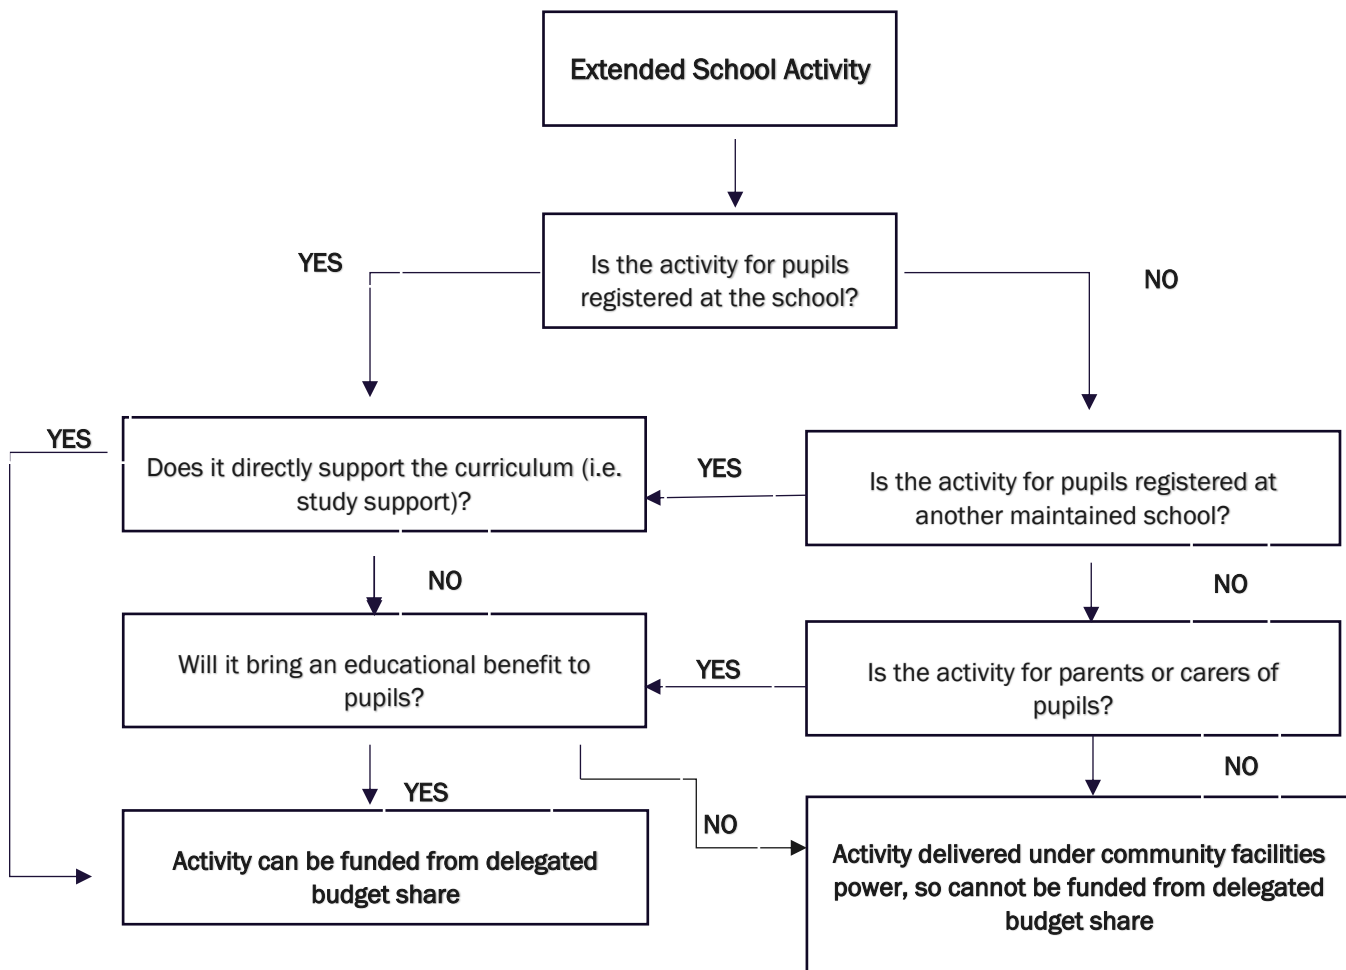 Extended School Activity
YES
Is the activity for pupils
registered at the school?
NO
YES
Does it directly support the curriculum (i.e.
study support)?
YES
Is the activity for pupils registered at
another maintained school?
NO
NO
Will it bring an educational benefit to
pupils?
YES
Is the activity for parents or carers of
pupils?
YES
NO
NO
Activity can be funded from delegated
budget share
Activity delivered under community facilities
power, so cannot be funded from delegated
budget share